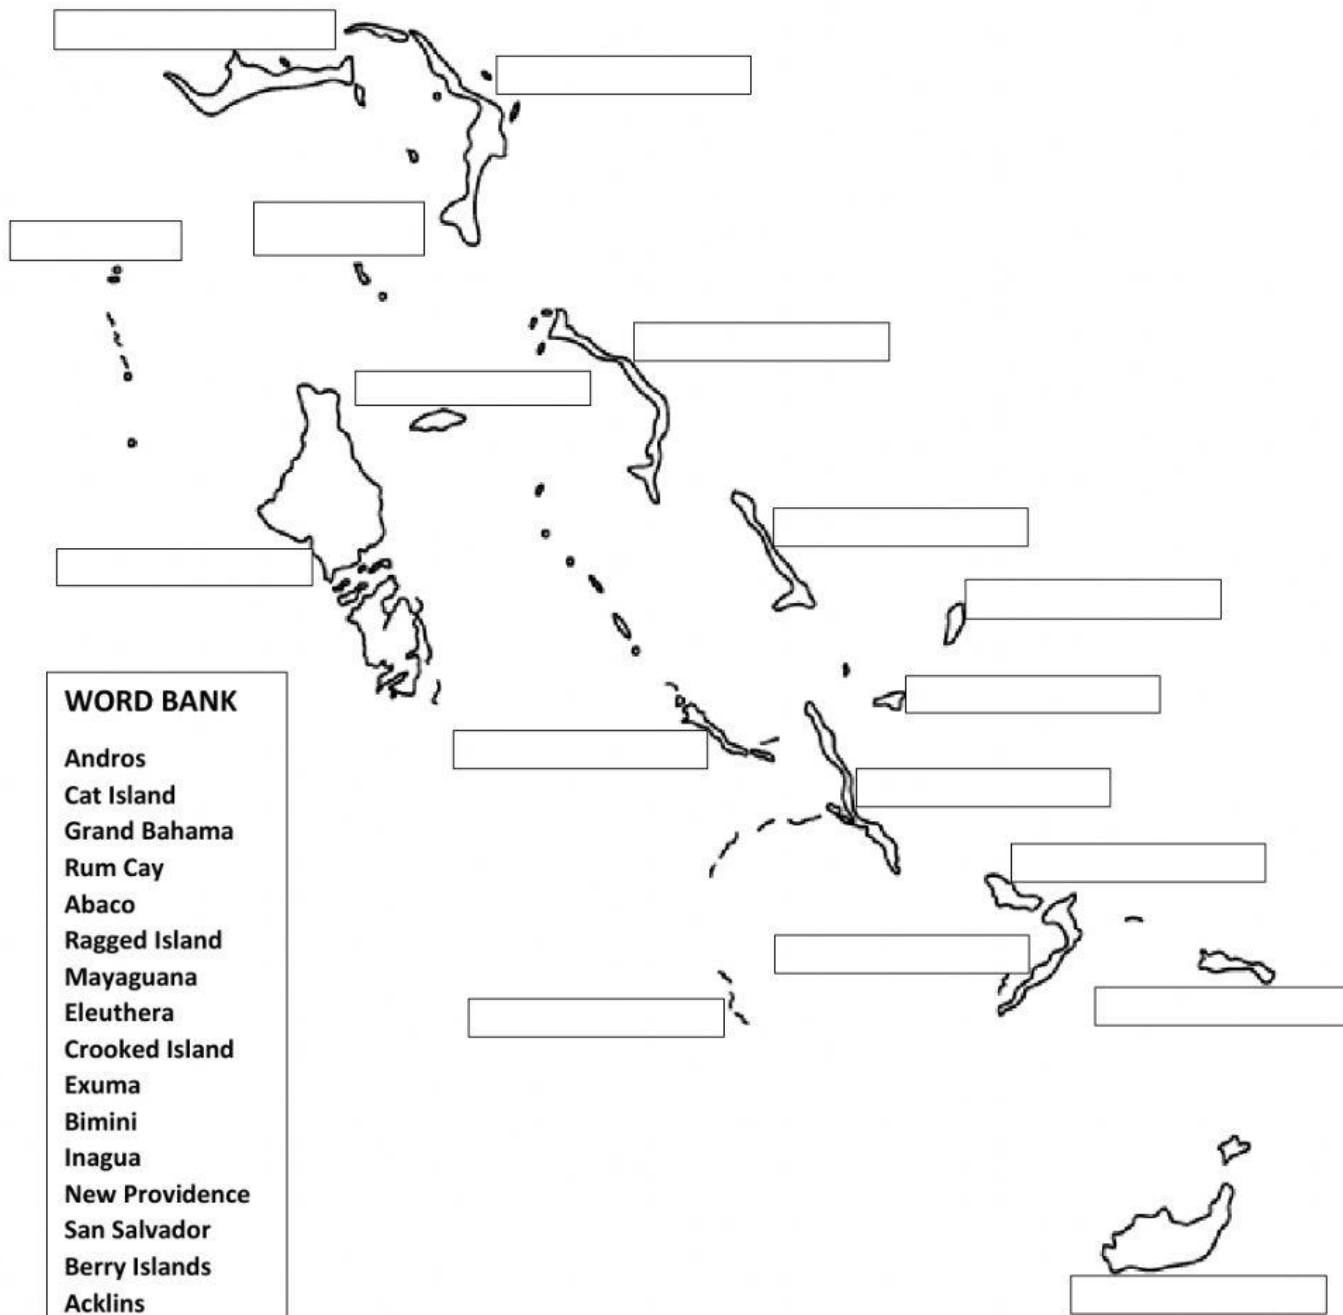 WORD BANK
Andros
Cat Island
Grand Bahama
Rum Cay
Abaco
Ragged Island
Mayaguana
Eleuthera
Crooked Island
Exuma
Bimini
Inagua
New Providence
San Salvador
Berry Islands
Acklins